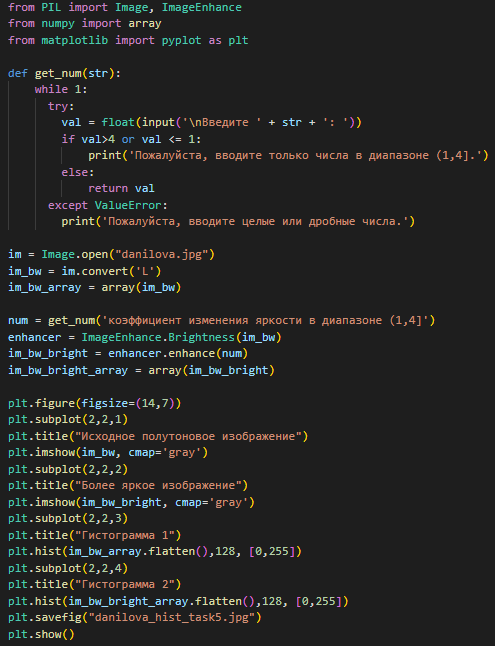 from PIL import Image, ImageEnhance
from numpy import array
from matplotlib import pyplot as plt

def get_num(str):
    while 1:
      try:
        val = float(input('\nВведите ' + str + ': '))
        if val>4 or val <= 1:
            print('Пожалуйста, вводите только числа в диапазоне (1,4].')
        else:
            return val
      except ValueError:
        print('Пожалуйста, вводите целые или дробные числа.')

im = Image.open("danilova.jpg")
im_bw = im.convert('L')
im_bw_array = array(im_bw)

num = get_num('коэффициент изменения яркости в диапазоне (1,4]')
enhancer = ImageEnhance.Brightness(im_bw)
im_bw_bright = enhancer.enhance(num)
im_bw_bright_array = array(im_bw_bright)

plt.figure(figsize=(14,7))
plt.subplot(2,2,1)
plt.title("Исходное полутоновое изображение")
plt.imshow(im_bw, cmap='gray')
plt.subplot(2,2,2)
plt.title("Более яркое изображение")
plt.imshow(im_bw_bright, cmap='gray')
plt.subplot(2,2,3)
plt.title("Гистограмма 1")
plt.hist(im_bw_array.flatten(),128, [0,255])
plt.subplot(2,2,4)
plt.title("Гистограмма 2")
plt.hist(im_bw_bright_array.flatten(),128, [0,255])
plt.savefig("danilova_hist_task5.jpg")
plt.show()